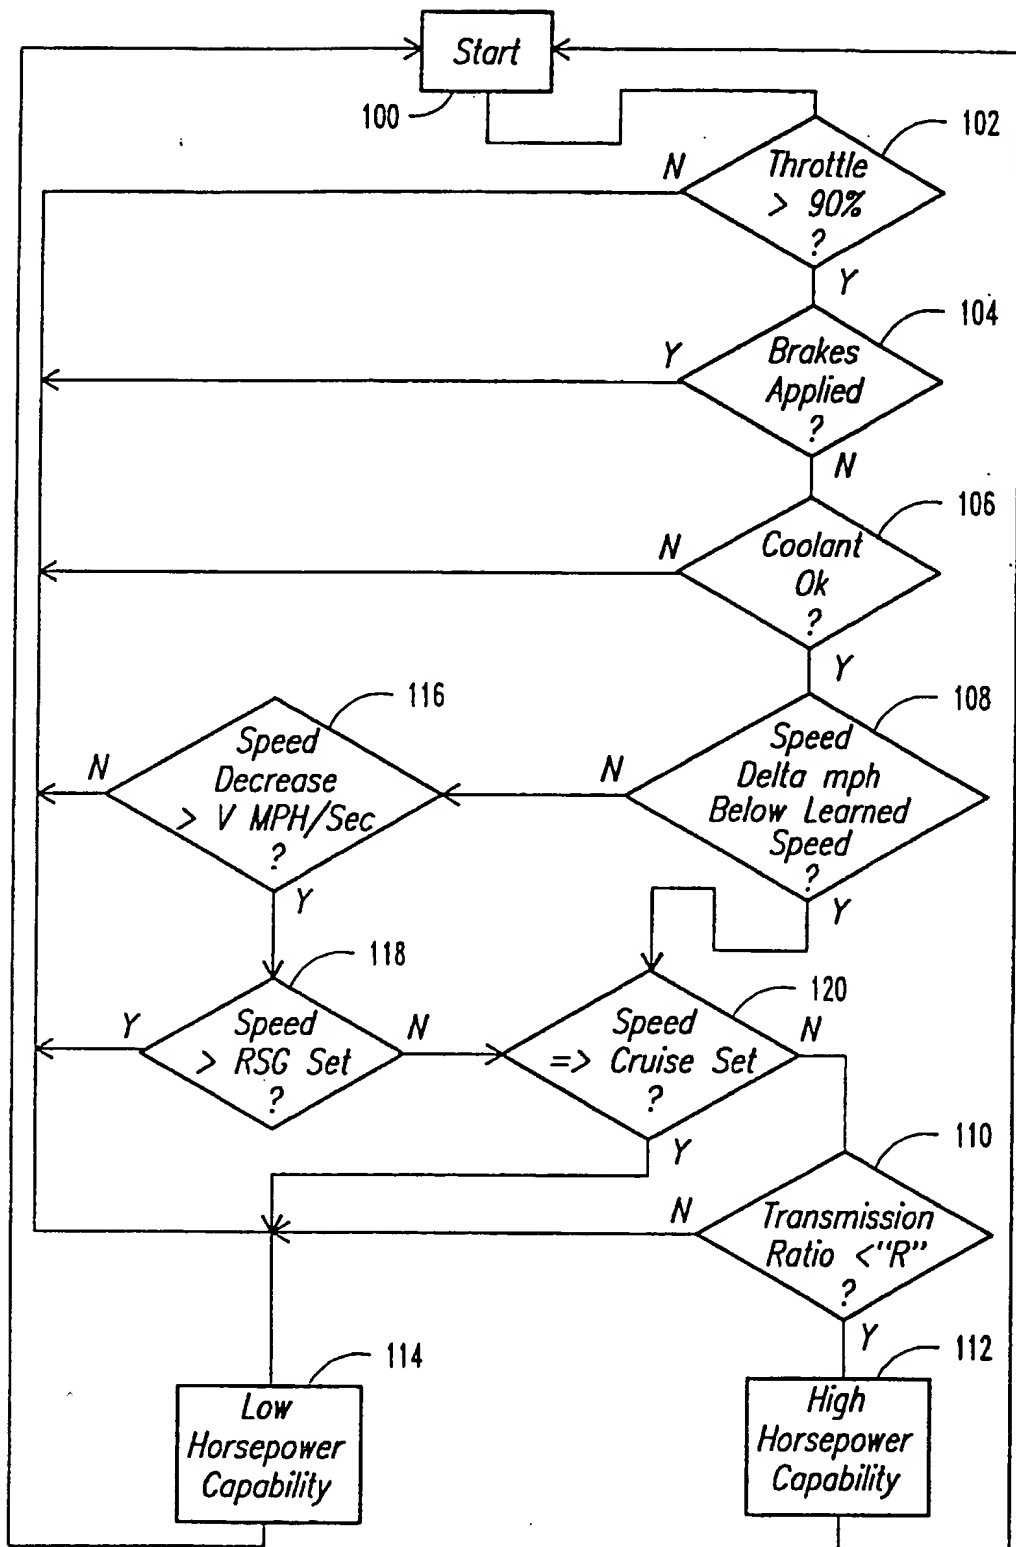 Start
100
102
N
Throttle
> 90%
?
Y
104
Y
Brakes
Applied
?
N
106
N
Coolant
Ok
?
Y
116
108
N
Speed
Decrease
> V MPH/Sec
?
Y
N
Speed
Delta mph
Below Learned
Speed
?
Y
118
120
Y
Speed
> RSG Set
?
N
Speed
=> Cruise Set
?
N
Y
110
N
Transmission
Ratio <"R"
?
Y
114
112
Low
Horsepower
Capability
High
Horsepower
Capability